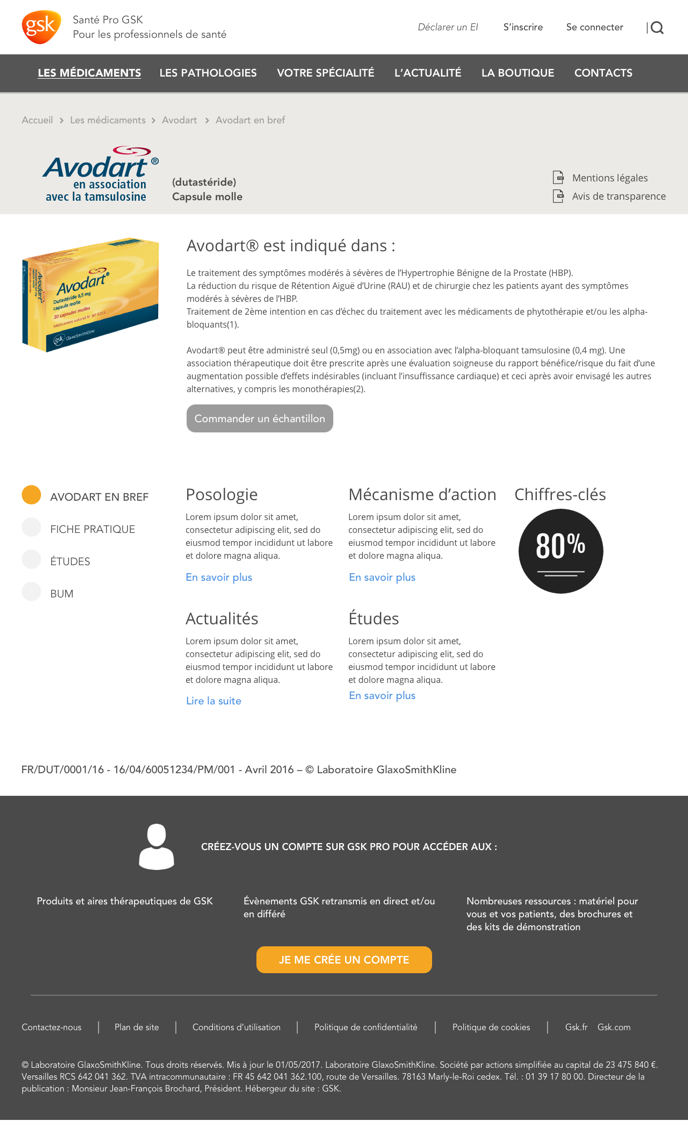 gsk
Santé Pro GSK
Pour les professionnels de santé
Déclarer un EI
S'inscrire
Se connecter
LES MÉDICAMENTS
LES PATHOLOGIES
VOTRE SPÉCIALITÉ
L'ACTUALITÉ
LA BOUTIQUE
CONTACTS
Accueil > Les médicaments > Avodart > Avodart en bref
Avodart®
en association
avec la tamsulosine
(dutastéride)
Capsule molle
Mentions légales
Avis de transparence
Avodart
Avodart®
Dutastéride 0,5 mg
capsule molle
30 capsules molles
gsk GlaxoSmithKline
Avodart® est indiqué dans :
Le traitement des symptômes modérés à sévères de l'Hypertrophie Bénigne de la Prostate (HBP).
La réduction du risque de Rétention Aiguë d'Urine (RAU) et de chirurgie chez les patients ayant des symptômes
modérés à sévères de l'HBP.
Traitement de 2ème intention en cas d'échec du traitement avec les médicaments de phytothérapie et/ou les alpha-
bloquants(1).
Avodart® peut être administré seul (0,5mg) ou en association avec l'alpha-bloquant tamsulosine (0,4 mg). Une
association thérapeutique doit être prescrite après une évaluation soigneuse du rapport bénéfice/risque du fait d'une
augmentation possible d'effets indésirables (incluant l'insuffissance cardiaque) et ceci après avoir envisagé les autres
alternatives, y compris les monothérapies(2).
Commander un échantillon
AVODART EN BREF
FICHE PRATIQUE
ÉTUDES
BUM
Posologie
Lorem ipsum dolor sit amet,
consectetur adipiscing elit, sed do
eiusmod tempor incididunt ut labore
et dolore magna aliqua.
En savoir plus
Mécanisme d'action
Lorem ipsum dolor sit amet,
consectetur adipiscing elit, sed do
eiusmod tempor incididunt ut labore
et dolore magna aliqua.
En savoir plus
Chiffres-clés
80%
Actualités
Lorem ipsum dolor sit amet,
consectetur adipiscing elit, sed do
eiusmod tempor incididunt ut labore
et dolore magna aliqua.
Lire la suite
Études
Lorem ipsum dolor sit amet,
consectetur adipiscing elit, sed do
eiusmod tempor incididunt ut labore
et dolore magna aliqua.
En savoir plus
FR/DUT/0001/16 - 16/04/60051234/PM/001 - Avril 2016 – © Laboratoire GlaxoSmithKline
CRÉEZ-VOUS UN COMPTE SUR GSK PRO POUR ACCÉDER AUX :
Produits et aires thérapeutiques de GSK
Évènements GSK retransmis en direct et/ou
en différé
Nombreuses ressources : matériel pour
vous et vos patients, des brochures et
des kits de démonstration
JE ME CRÉE UN COMPTE
Contactez-nous | Plan de site | Conditions d'utilisation | Politique de confidentialité | Politique de cookies | Gsk.fr Gsk.com
© Laboratoire GlaxoSmithKline. Tous droits réservés. Mis à jour le 01/05/2017. Laboratoire GlaxoSmithKline. Société par actions simplifiée au capital de 23 475 840 €.
Versailles RCS 642 041 362. TVA intracommunautaire : FR 45 642 041 362.100, route de Versailles. 78163 Marly-le-Roi cedex. Tél. : 01 39 17 80 00. Directeur de la
publication : Monsieur Jean-François Brochard, Président. Hébergeur du site : GSK.